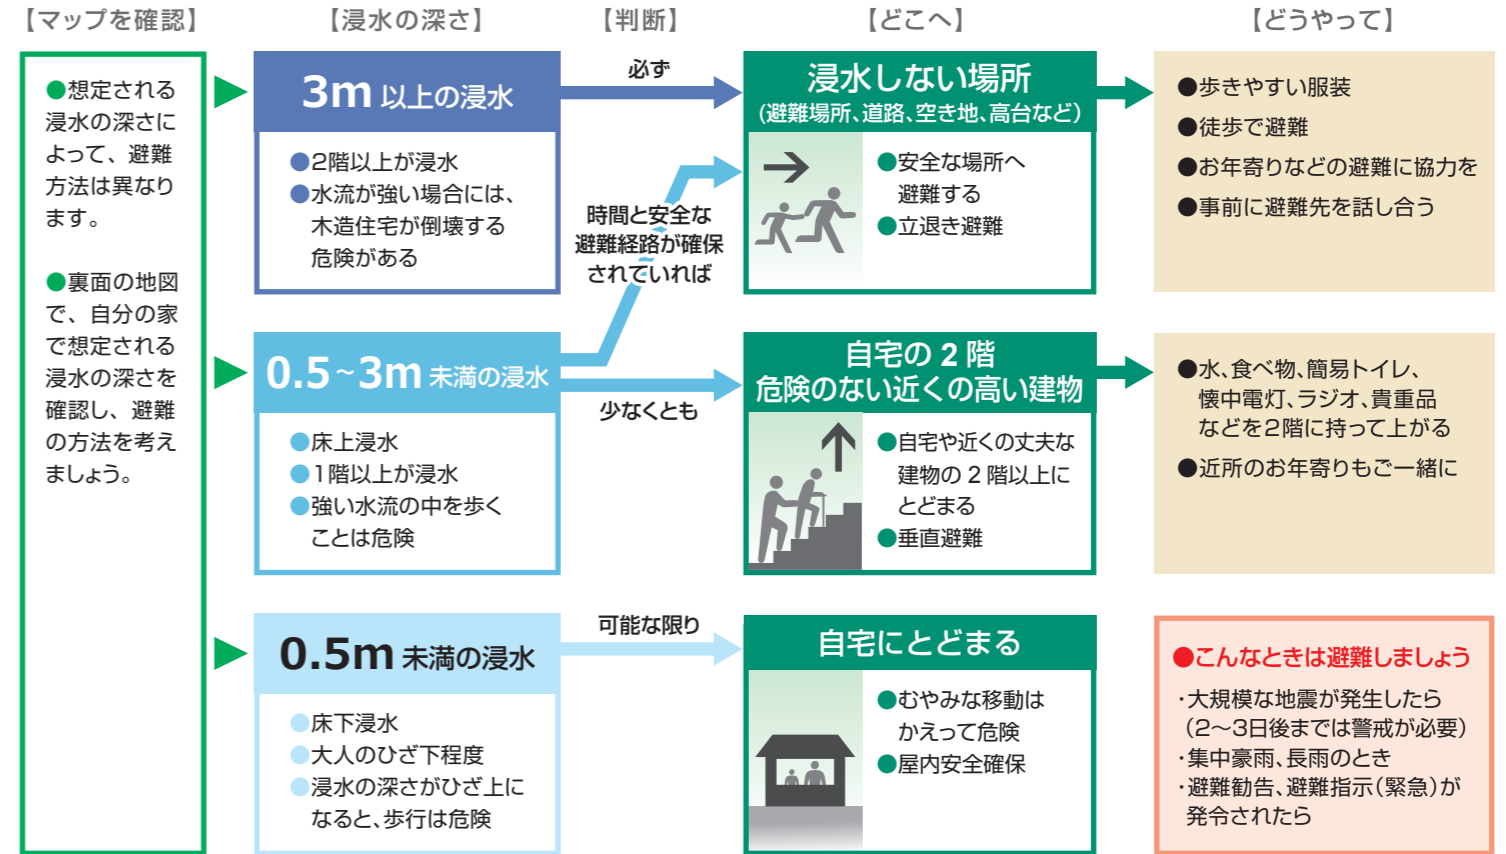 【マップを確認】
【浸水の深さ】
【判断】
【どこへ】
【どうやって】
●想定される
浸水の深さに
よって、避難
方法は異なり
ます。
●裏面の地図
で、自分の家
で想定される
浸水の深さを
確認し、避難
の方法を考え
ましょう。
3m 以上の浸水
●2階以上が浸水
●水流が強い場合には、
木造住宅が倒壊する
危険がある
必ず
浸水しない場所
(避難場所、道路、空き地、高台など)
●安全な場所へ
避難する
●立退き避難
●歩きやすい服装
●徒歩で避難
●お年寄りなどの避難に協力を
●事前に避難先を話し合う
時間と安全な
避難経路が確保
されていれば
0.5~3m 未満の浸水
●床上浸水
●1階以上が浸水
●強い水流の中を歩く
ことは危険
少なくとも
自宅の 2 階
危険のない近くの高い建物
●自宅や近くの丈夫な
建物の 2 階以上に
とどまる
●垂直避難
●水、食べ物、簡易トイレ、
懐中電灯、ラジオ、貴重品
などを2階に持って上がる
●近所のお年寄りもご一緒に
0.5m 未満の浸水
●床下浸水
●大人のひざ下程度
●浸水の深さがひざ上に
なると、歩行は危険
可能な限り
自宅にとどまる
●むやみな移動は
かえって危険
●屋内安全確保
●こんなときは避難しましょう
・大規模な地震が発生したら
(2~3日後までは警戒が必要)
・集中豪雨、長雨のとき
・避難勧告、避難指示(緊急)が
発令されたら